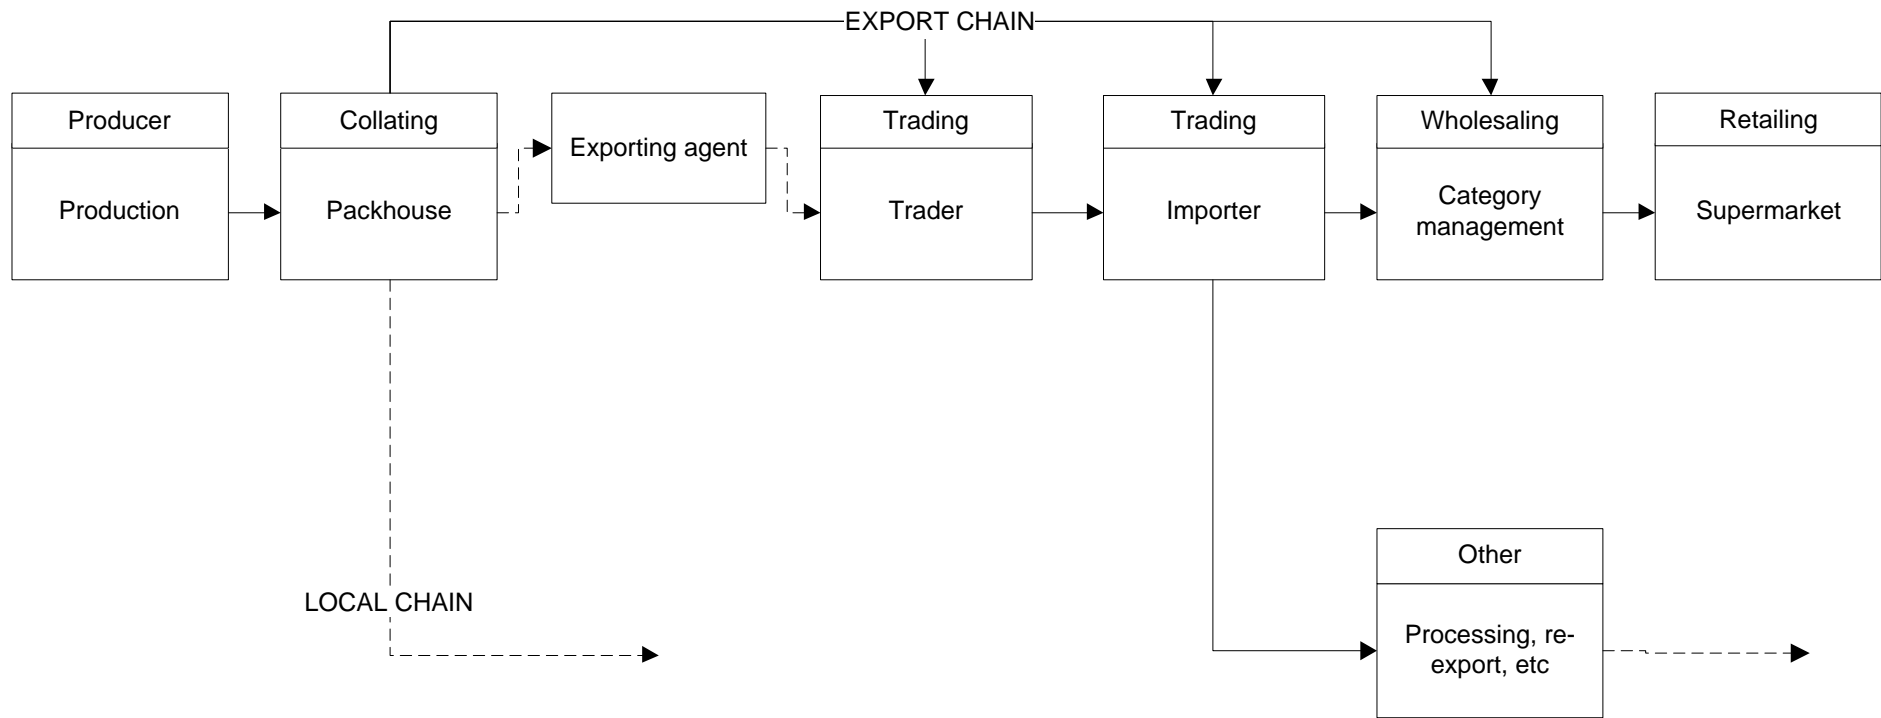 EXPORT CHAIN
Producer
Production
Collating
Packhouse
Exporting agent
Trading
Trader
Trading
Importer
Wholesaling
Category
management
Retailing
Supermarket
LOCAL CHAIN
Other
Processing, re-
export, etc